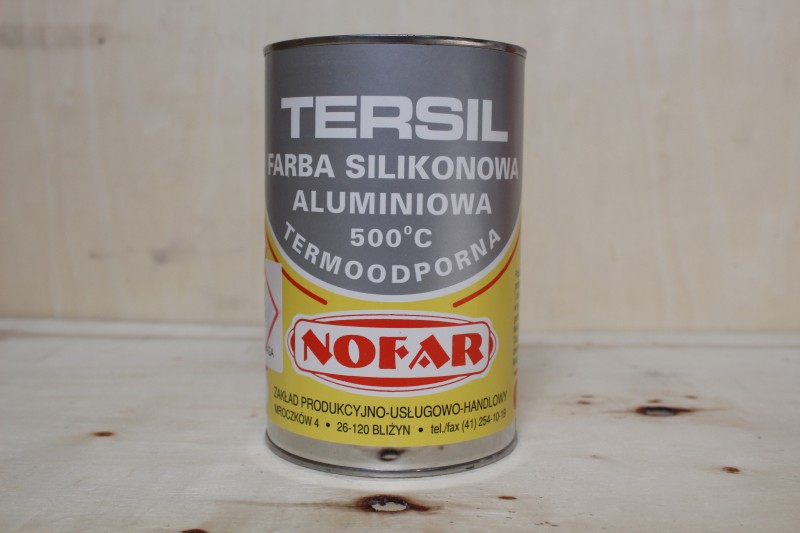 TERSIL
FARBA SILIKONOWA
ALUMINIOWA
500°C
TERMOODPORNA
NOFAR
ZAKŁAD PRODUKCYJNO-USŁUGOWO-HANDLOWY
MROCZKÓW 4 • 26-120 BLIŻYN • tel./fax (41) 254-10-19